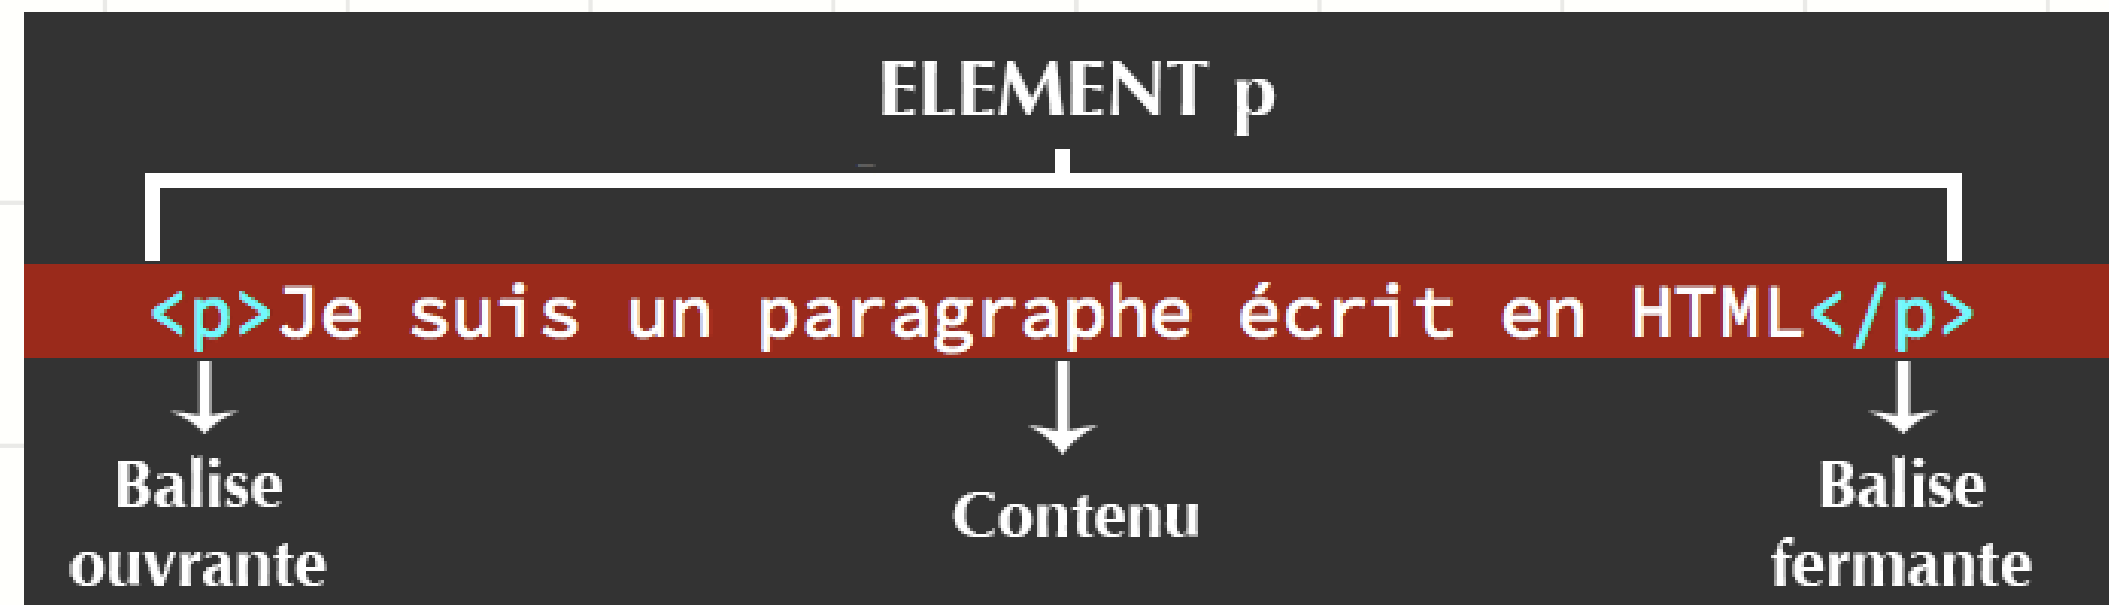 ELEMENT p
<p>Je suis un paragraphe écrit en HTML</p>
Balise
ouvrante
Contenu
Balise
fermante